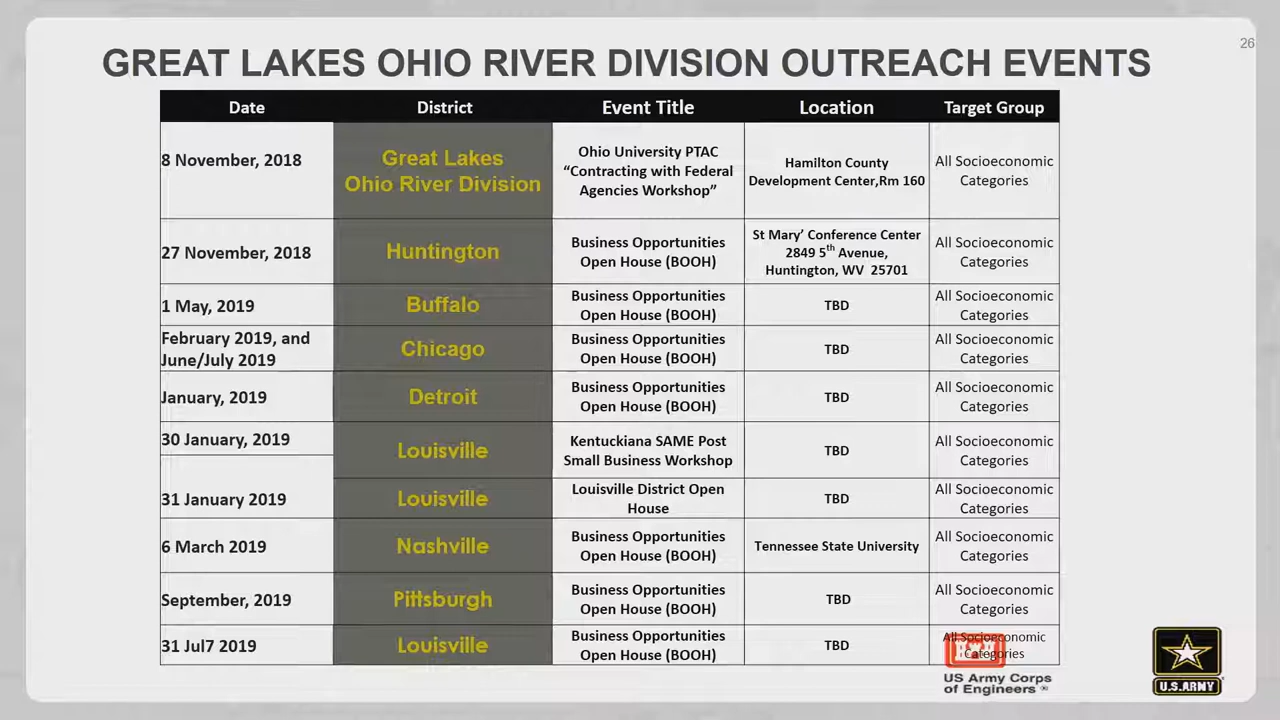 26
GREAT LAKES OHIO RIVER DIVISION OUTREACH EVENTS
Date District Event Title Location Target Group
8 November, 2018
Great Lakes
Ohio River Division
Ohio University PTAC
“Contracting with Federal
Agencies Workshop”
Hamilton County
Development Center,Rm 160
All Socioeconomic
Categories
27 November, 2018
Huntington
Business Opportunities
Open House (BOOH)
St Mary’ Conference Center
2849 5th Avenue,
Huntington, WV 25701
All Socioeconomic
Categories
1 May, 2019
Buffalo
Business Opportunities
Open House (BOOH)
TBD
All Socioeconomic
Categories
February 2019, and
June/July 2019
Chicago
Business Opportunities
Open House (BOOH)
TBD
All Socioeconomic
Categories
January, 2019
Detroit
Business Opportunities
Open House (BOOH)
TBD
All Socioeconomic
Categories
30 January, 2019
Louisville
Kentuckiana SAME Post
Small Business Workshop
TBD
All Socioeconomic
Categories
31 January 2019
Louisville
Louisville District Open
House
TBD
All Socioeconomic
Categories
6 March 2019
Nashville
Business Opportunities
Open House (BOOH)
Tennessee State University
All Socioeconomic
Categories
September, 2019
Pittsburgh
Business Opportunities
Open House (BOOH)
TBD
All Socioeconomic
Categories
31 Jul7 2019
Louisville
Business Opportunities
Open House (BOOH)
TBD
All Socioeconomic
Categories
US Army Corps
of Engineers ®
U.S.ARMY